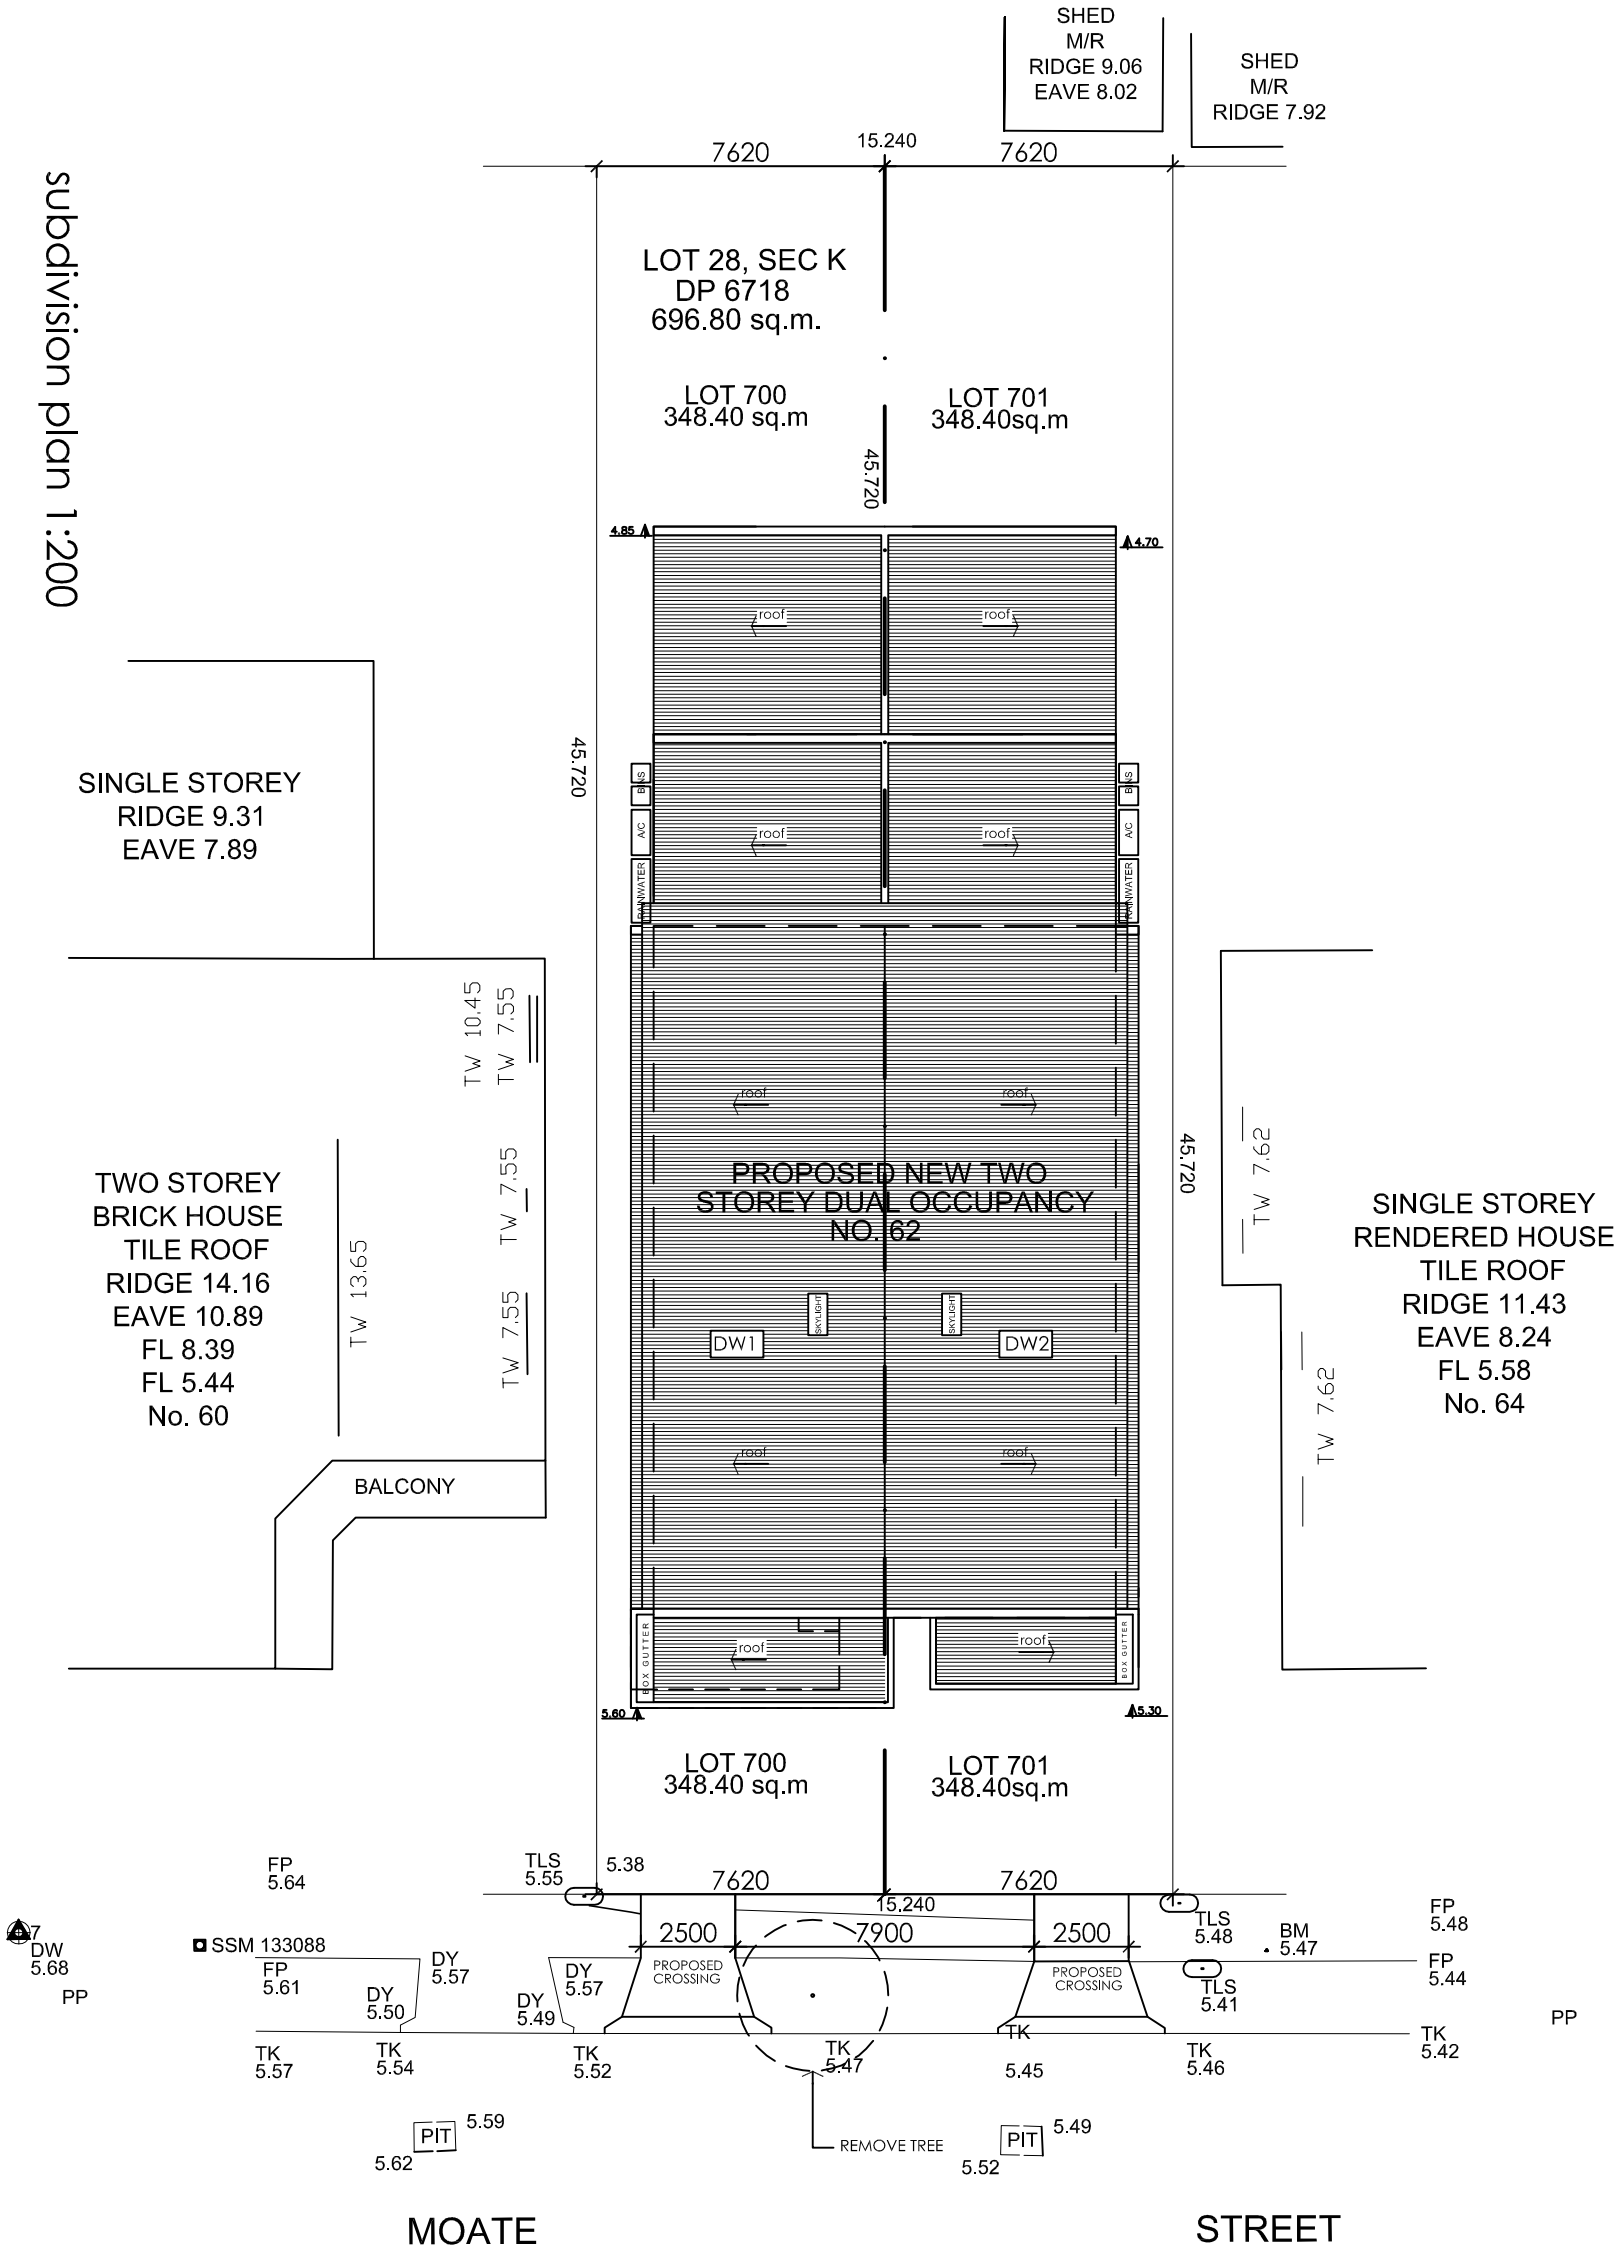 SHED
M/R
RIDGE 9.06
EAVE 8.02
SHED
M/R
RIDGE 7.92
15.240
7620
7620
subdivision plan 1:200
LOT 28, SEC K
DP 6718
696.80 sq.m.
LOT 700
348.40 sq.m
LOT 701
348.40sq.m
45.720
4.85
4.70
roof
roof
45.720
SINGLE STOREY
RIDGE 9.31
EAVE 7.89
BINS
A/C
RAINWATER
roof
roof
BINS
A/C
RAINWATER
TW 10.45
TW 7.55
roof
roof
TWO STOREY
BRICK HOUSE
TILE ROOF
RIDGE 14.16
EAVE 10.89
FL 8.39
FL 5.44
No. 60
TW 13.65
TW 7.55
TW 7.55
PROPOSED NEW TWO
STOREY DUAL OCCUPANCY
NO. 62
SKYLIGHT
SKYLIGHT
DW1
DW2
45.720
TW 7.62
TW 7.62
SINGLE STOREY
RENDERED HOUSE
TILE ROOF
RIDGE 11.43
EAVE 8.24
FL 5.58
No. 64
roof
roof
BALCONY
BOX GUTTER
roof
roof
BOX GUTTER
5.60
5.30
LOT 700
348.40 sq.m
LOT 701
348.40sq.m
FP
5.64
TLS
5.55
5.38
7620
7620
15.240
2500
7900
2500
TLS
5.48
BM
5.47
FP
5.48
7
DW
5.68
SSM 133088
FP
5.61
DY
5.57
DY
5.57
PROPOSED
CROSSING
PROPOSED
CROSSING
TLS
5.41
FP
5.44
PP
DY
5.50
DY
5.49
PP
TK
5.57
TK
5.54
TK
5.52
TK
5.47
TK
5.45
TK
5.46
TK
5.42
PIT
5.59
5.62
REMOVE TREE
PIT
5.49
5.52
MOATE STREET